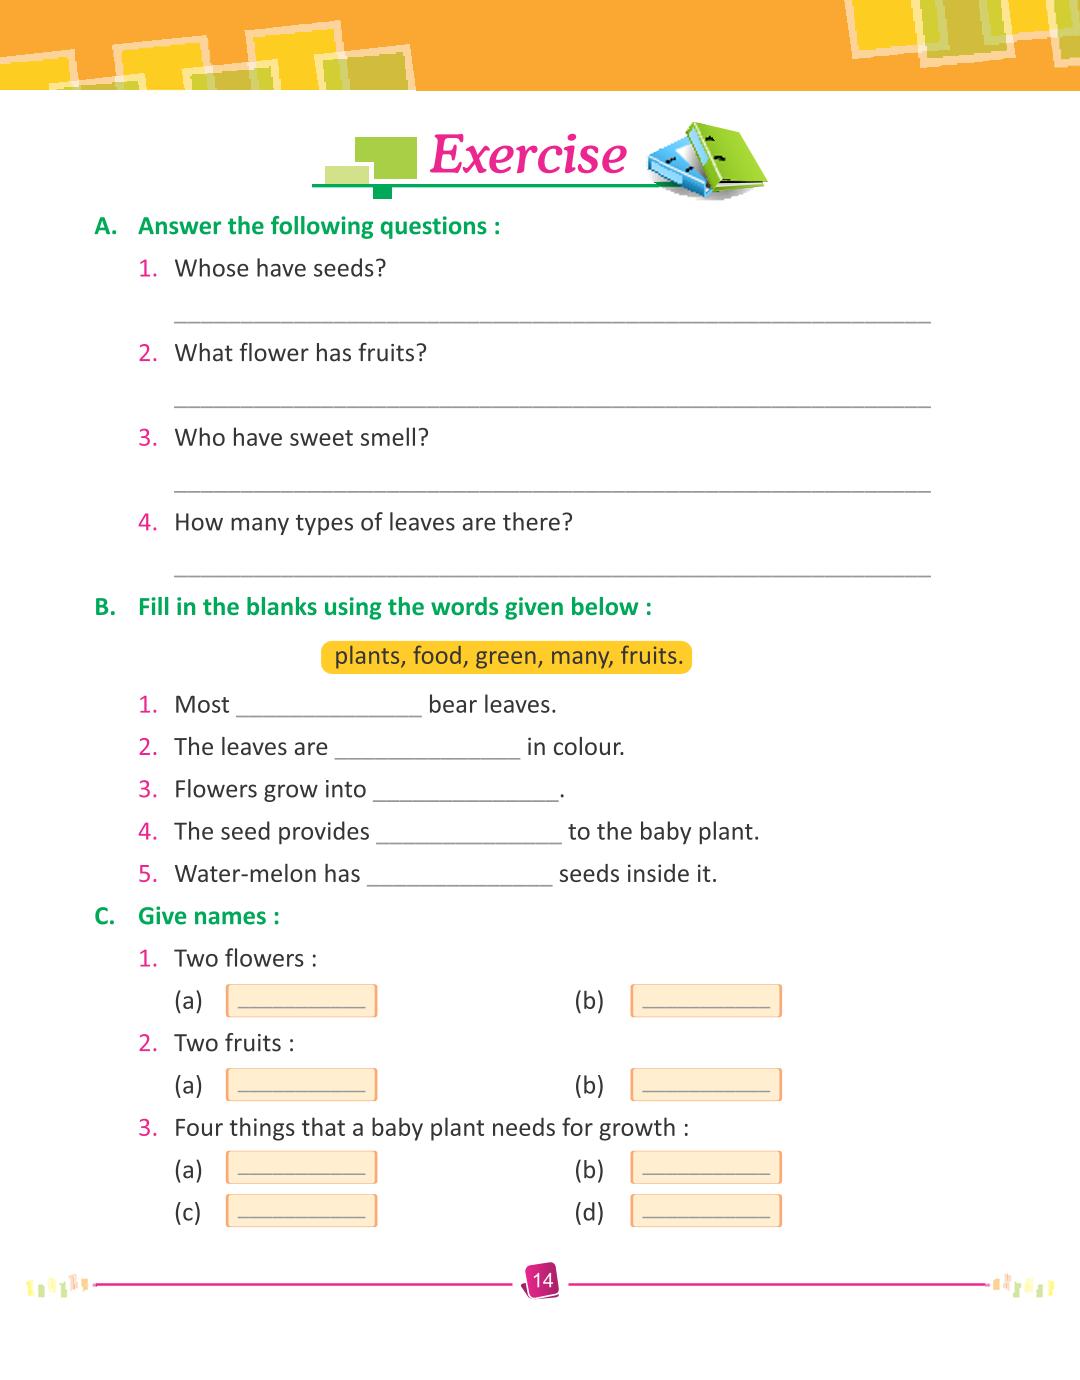 Exercise
A. Answer the following questions :
1. Whose have seeds?
_______________________________________________________
2. What flower has fruits?
_______________________________________________________
3. Who have sweet smell?
_______________________________________________________
4. How many types of leaves are there?
_______________________________________________________
B. Fill in the blanks using the words given below :
plants, food, green, many, fruits.
1. Most ______________ bear leaves.
2. The leaves are ______________ in colour.
3. Flowers grow into ______________.
4. The seed provides ______________ to the baby plant.
5. Water-melon has ______________ seeds inside it.
C. Give names :
1. Two flowers :
(a) __________ (b) __________
2. Two fruits :
(a) __________ (b) __________
3. Four things that a baby plant needs for growth :
(a) __________ (b) __________
(c) __________ (d) __________
14